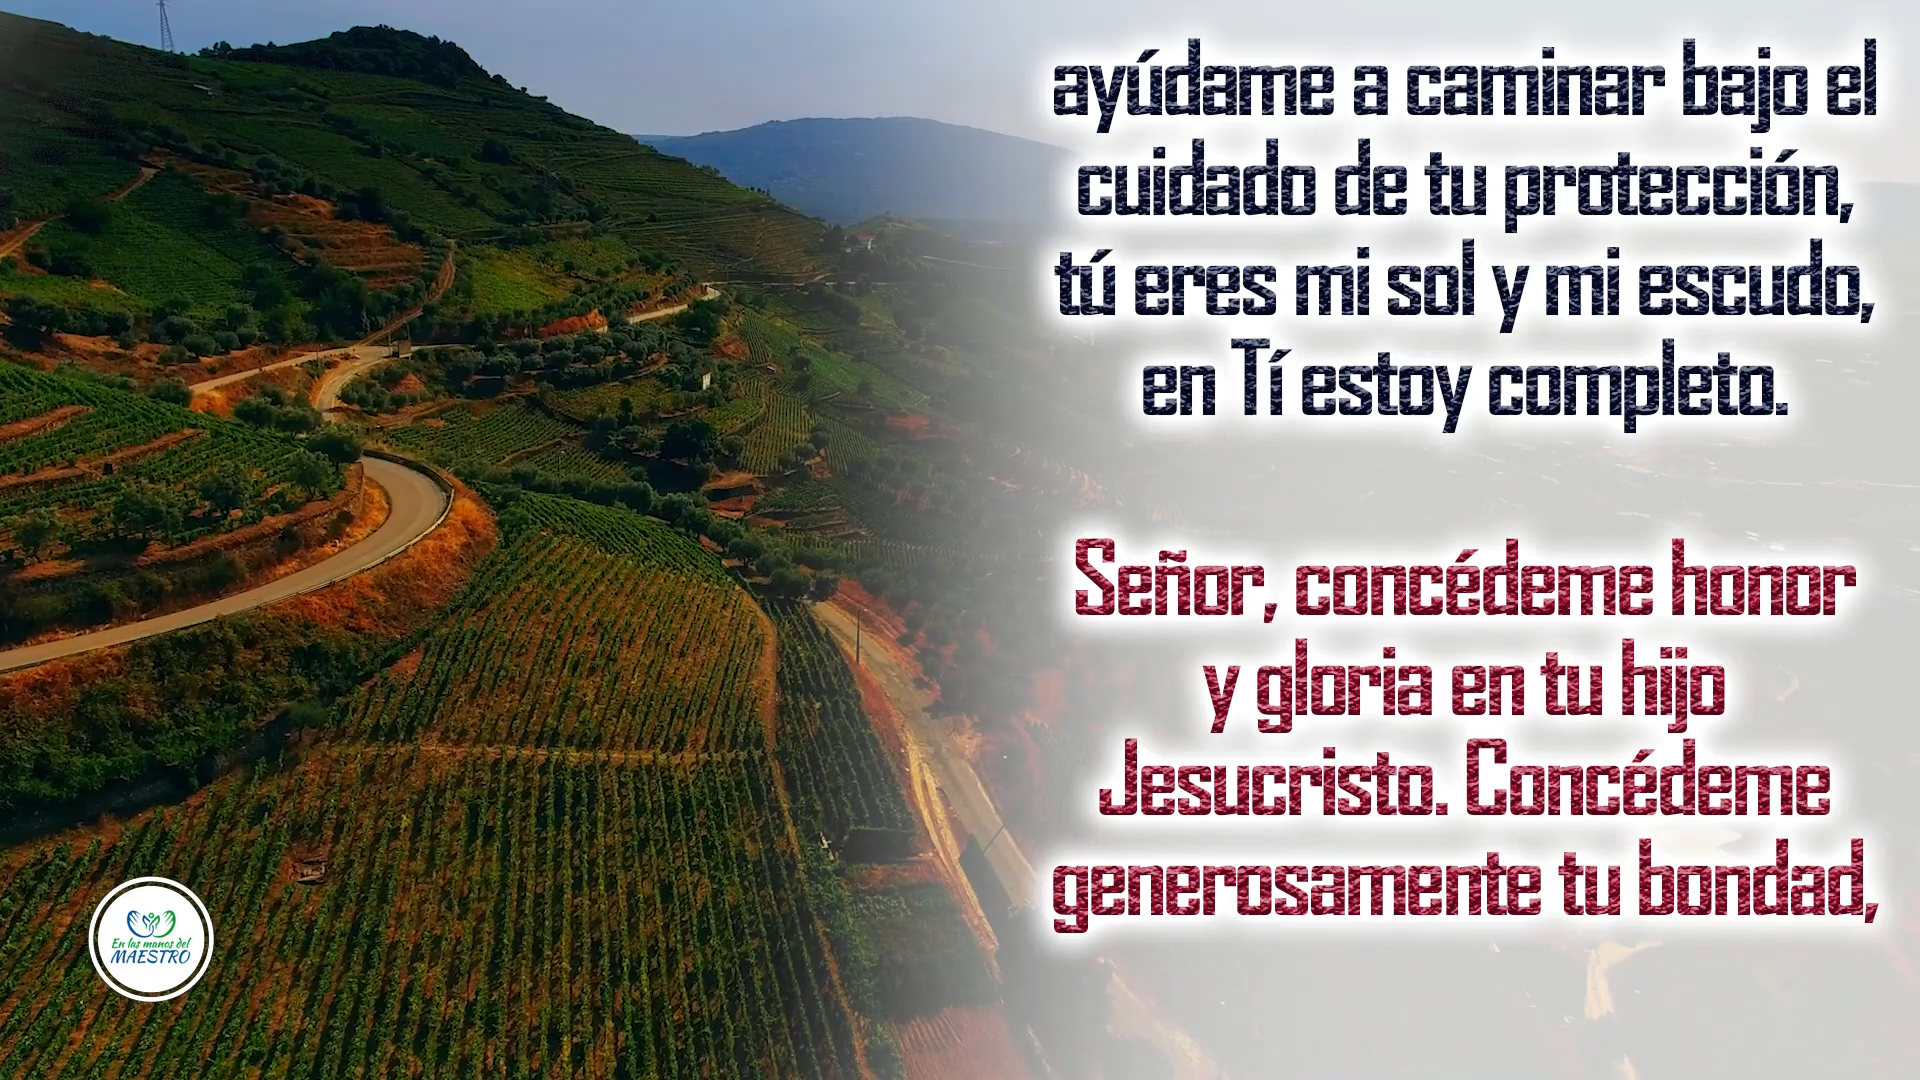 ayúdame a caminar bajo el
cuidado de tu protección,
tú eres mi sol y mi escudo,
en Tí estoy completo.
Señor, concédeme honor
y gloria en tu hijo
Jesucristo. Concédeme
generosamente tu bondad,
En las manos del
MAESTRO